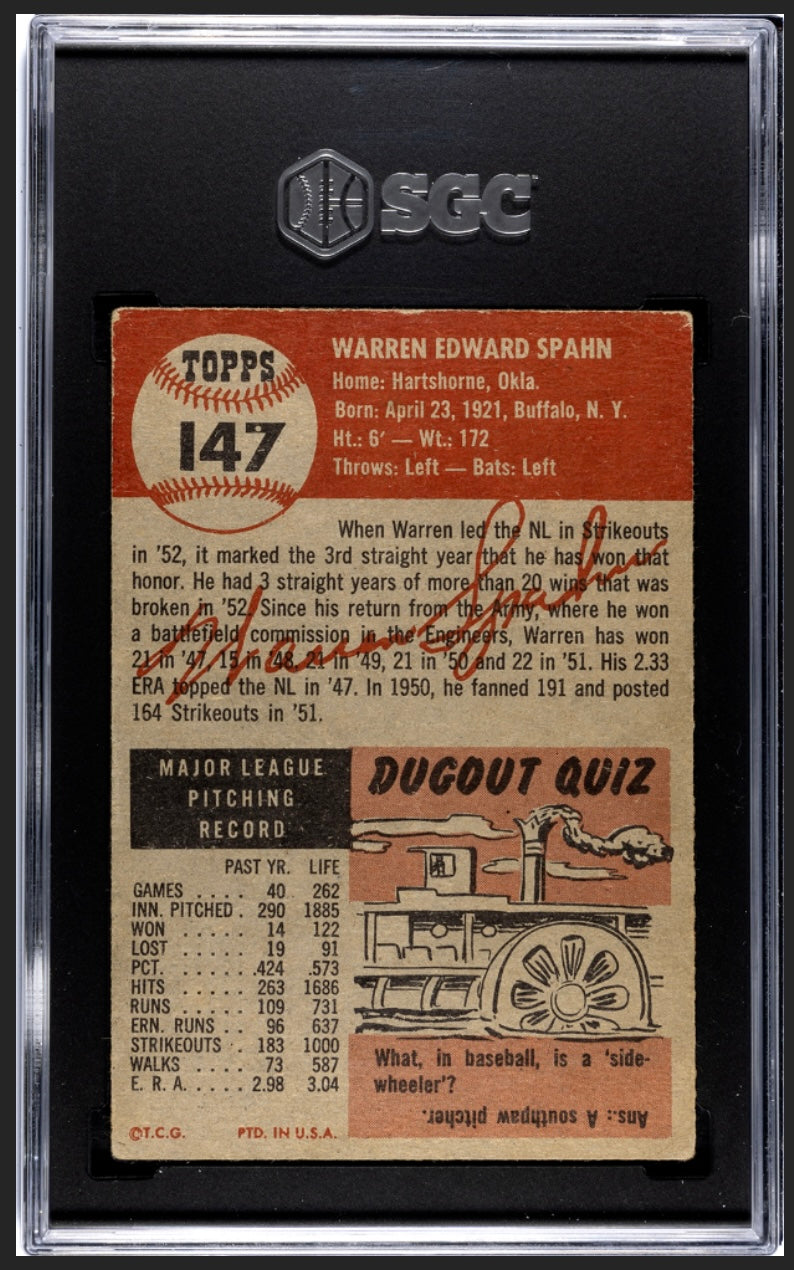 SGC
TOPPS
147
WARREN EDWARD SPAHN
Home: Hartshorne, Okla.
Born: April 23, 1921, Buffalo, N. Y.
Ht.: 6′ — Wt.: 172
Throws: Left — Bats: Left
When Warren led the NL in Strikeouts
in '52, it marked the 3rd straight year that he has won that
honor. He had 3 straight years of more than 20 wins that was
broken in '52. Since his return from the Army, where he won
a battlefield commission in the Engineers, Warren has won
21 in '47, 15 in '48, 21 in '49, 21 in '50 and 22 in '51. His 2.33
ERA topped the NL in '47. In 1950, he fanned 191 and posted
164 Strikeouts in '51.
Warren Spahn
MAJOR LEAGUE
PITCHING
RECORD
PAST YR. LIFE
GAMES . . . . 40 262
INN. PITCHED . 290 1885
WON . . . . . 14 122
LOST . . . . . 19 91
PCT. . . . . . .424 .573
HITS . . . . . 263 1686
RUNS . . . . . 109 731
ERN. RUNS . . 96 637
STRIKEOUTS . 183 1000
WALKS . . . . 73 587
E. R. A. . . . . 2.98 3.04
©T.C.G. PTD. IN U.S.A.
DUGOUT QUIZ
What, in baseball, is a 'side-
wheeler'?
Ans.: A southpaw pitcher.